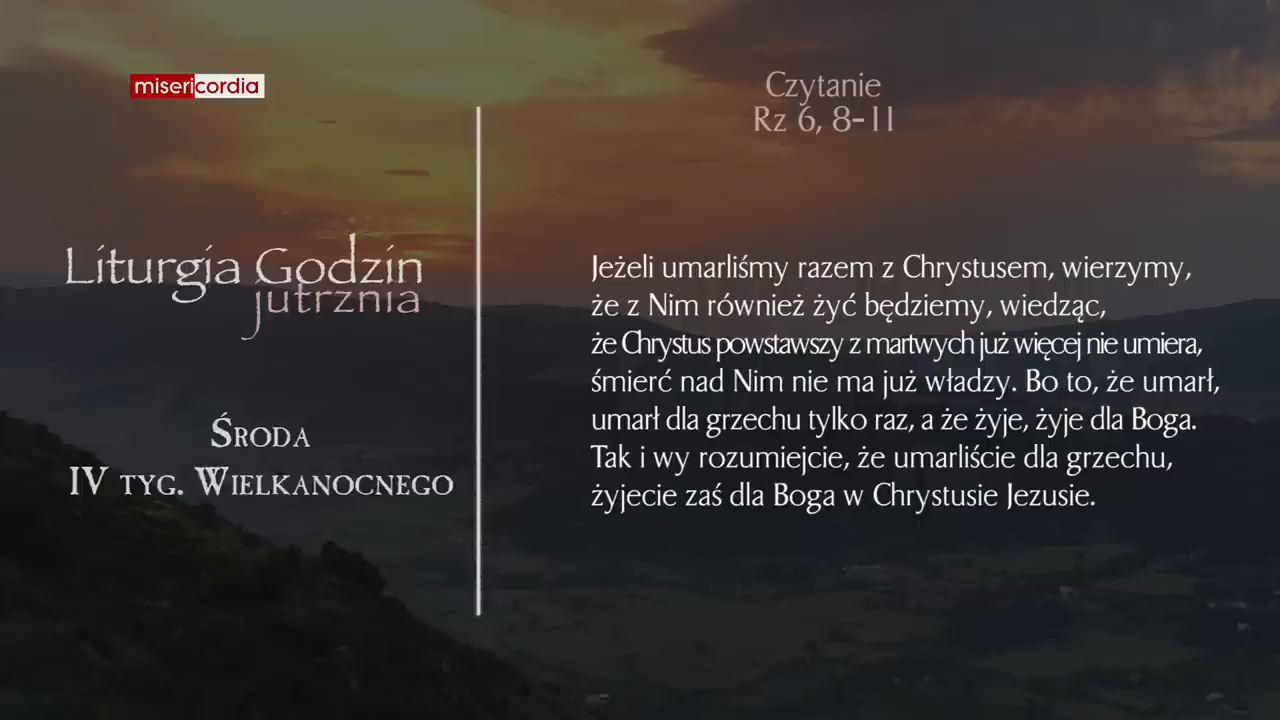 misericordia
Liturgia Godzin
jutrznia
Środa
IV tyg. Wielkanocnego
Czytanie
Rz 6, 8-11
Jeżeli umarliśmy razem z Chrystusem, wierzymy,
że z Nim również żyć będziemy, wiedząc,
że Chrystus powstawszy z martwych już więcej nie umiera,
śmierć nad Nim nie ma już władzy. Bo to, że umarł,
umarł dla grzechu tylko raz, a że żyje, żyje dla Boga.
Tak i wy rozumiejcie, że umarliście dla grzechu,
żyjecie zaś dla Boga w Chrystusie Jezusie.